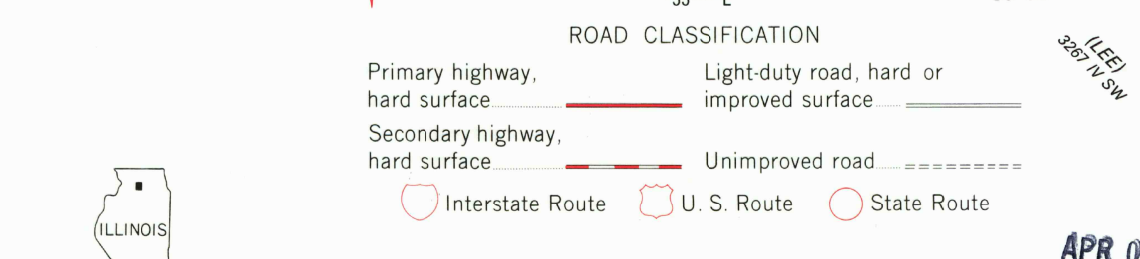 ROAD CLASSIFICATION
Primary highway,
hard surface
Light-duty road, hard or
improved surface
Secondary highway,
hard surface
Unimproved road
Interstate Route
U. S. Route
State Route
ILLINOIS
(LEE)
3267 IV SW
APR